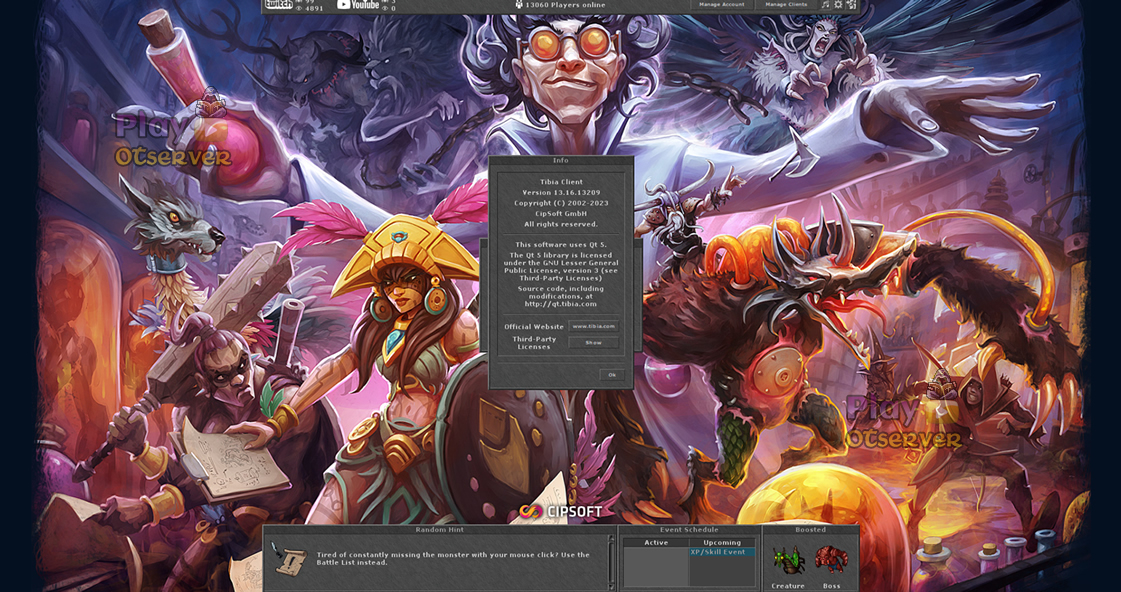 twitch 99
4891
YouTube 3
0
13060 Players online
Manage Account
Manage Clients
Play
Otserver
Info
Tibia Client
Version 13.16.13209
Copyright (C) 2002-2023
CipSoft GmbH
All rights reserved.
This software uses Qt 5.
The Qt 5 library is licensed
under the GNU Lesser General
Public License, version 3 (see
Third-Party Licenses)
Source code, including
modifications, at
http://qt.tibia.com
Official Website
www.tibia.com
Third-Party
Licenses
Show
Ok
Play
Otserver
CIPSOFT
Random Hint
Tired of constantly missing the monster with your mouse click? Use the
Battle List instead.
Event Schedule
Active
Upcoming
XP/Skill Event
Boosted
Creature
Boss